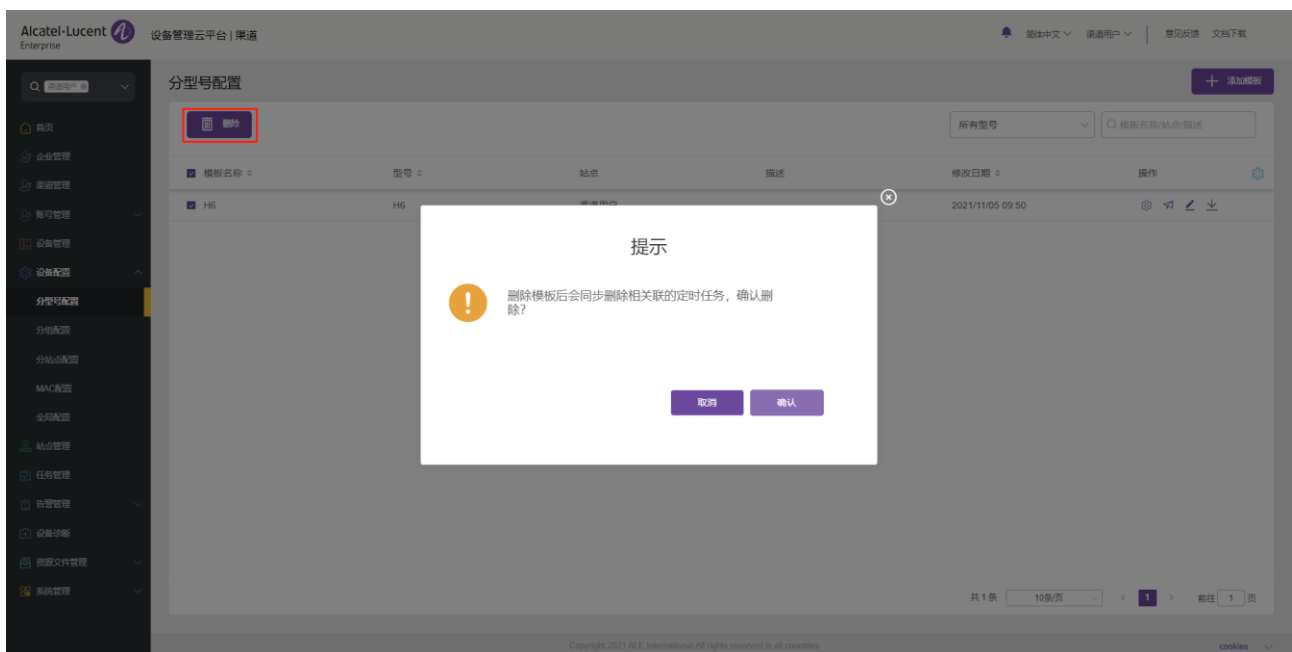 Alcatel·Lucent
Enterprise
设备管理云平台 | 渠道
简体中文 渠道用户 意见反馈 文档下载
渠道用户
分型号配置
添加模板
首页
删除
所有型号
模板名称/站点/描述
企业管理
模板名称 型号 站点 描述 修改日期 操作
渠道管理
H6 H6 渠道用户 2021/11/05 09:50
账号管理
设备管理
设备配置
分型号配置
分组配置
分站点配置
MAC配置
全局配置
站点管理
任务管理
告警管理
设备诊断
资源文件管理
系统管理
提示
删除模板后会同步删除相关联的定时任务，确认删
除？
取消 确认
共 1 条 10条/页 1 前往 1 页
Copyright 2021 ALE International.All rights reserved in all countries
cookies